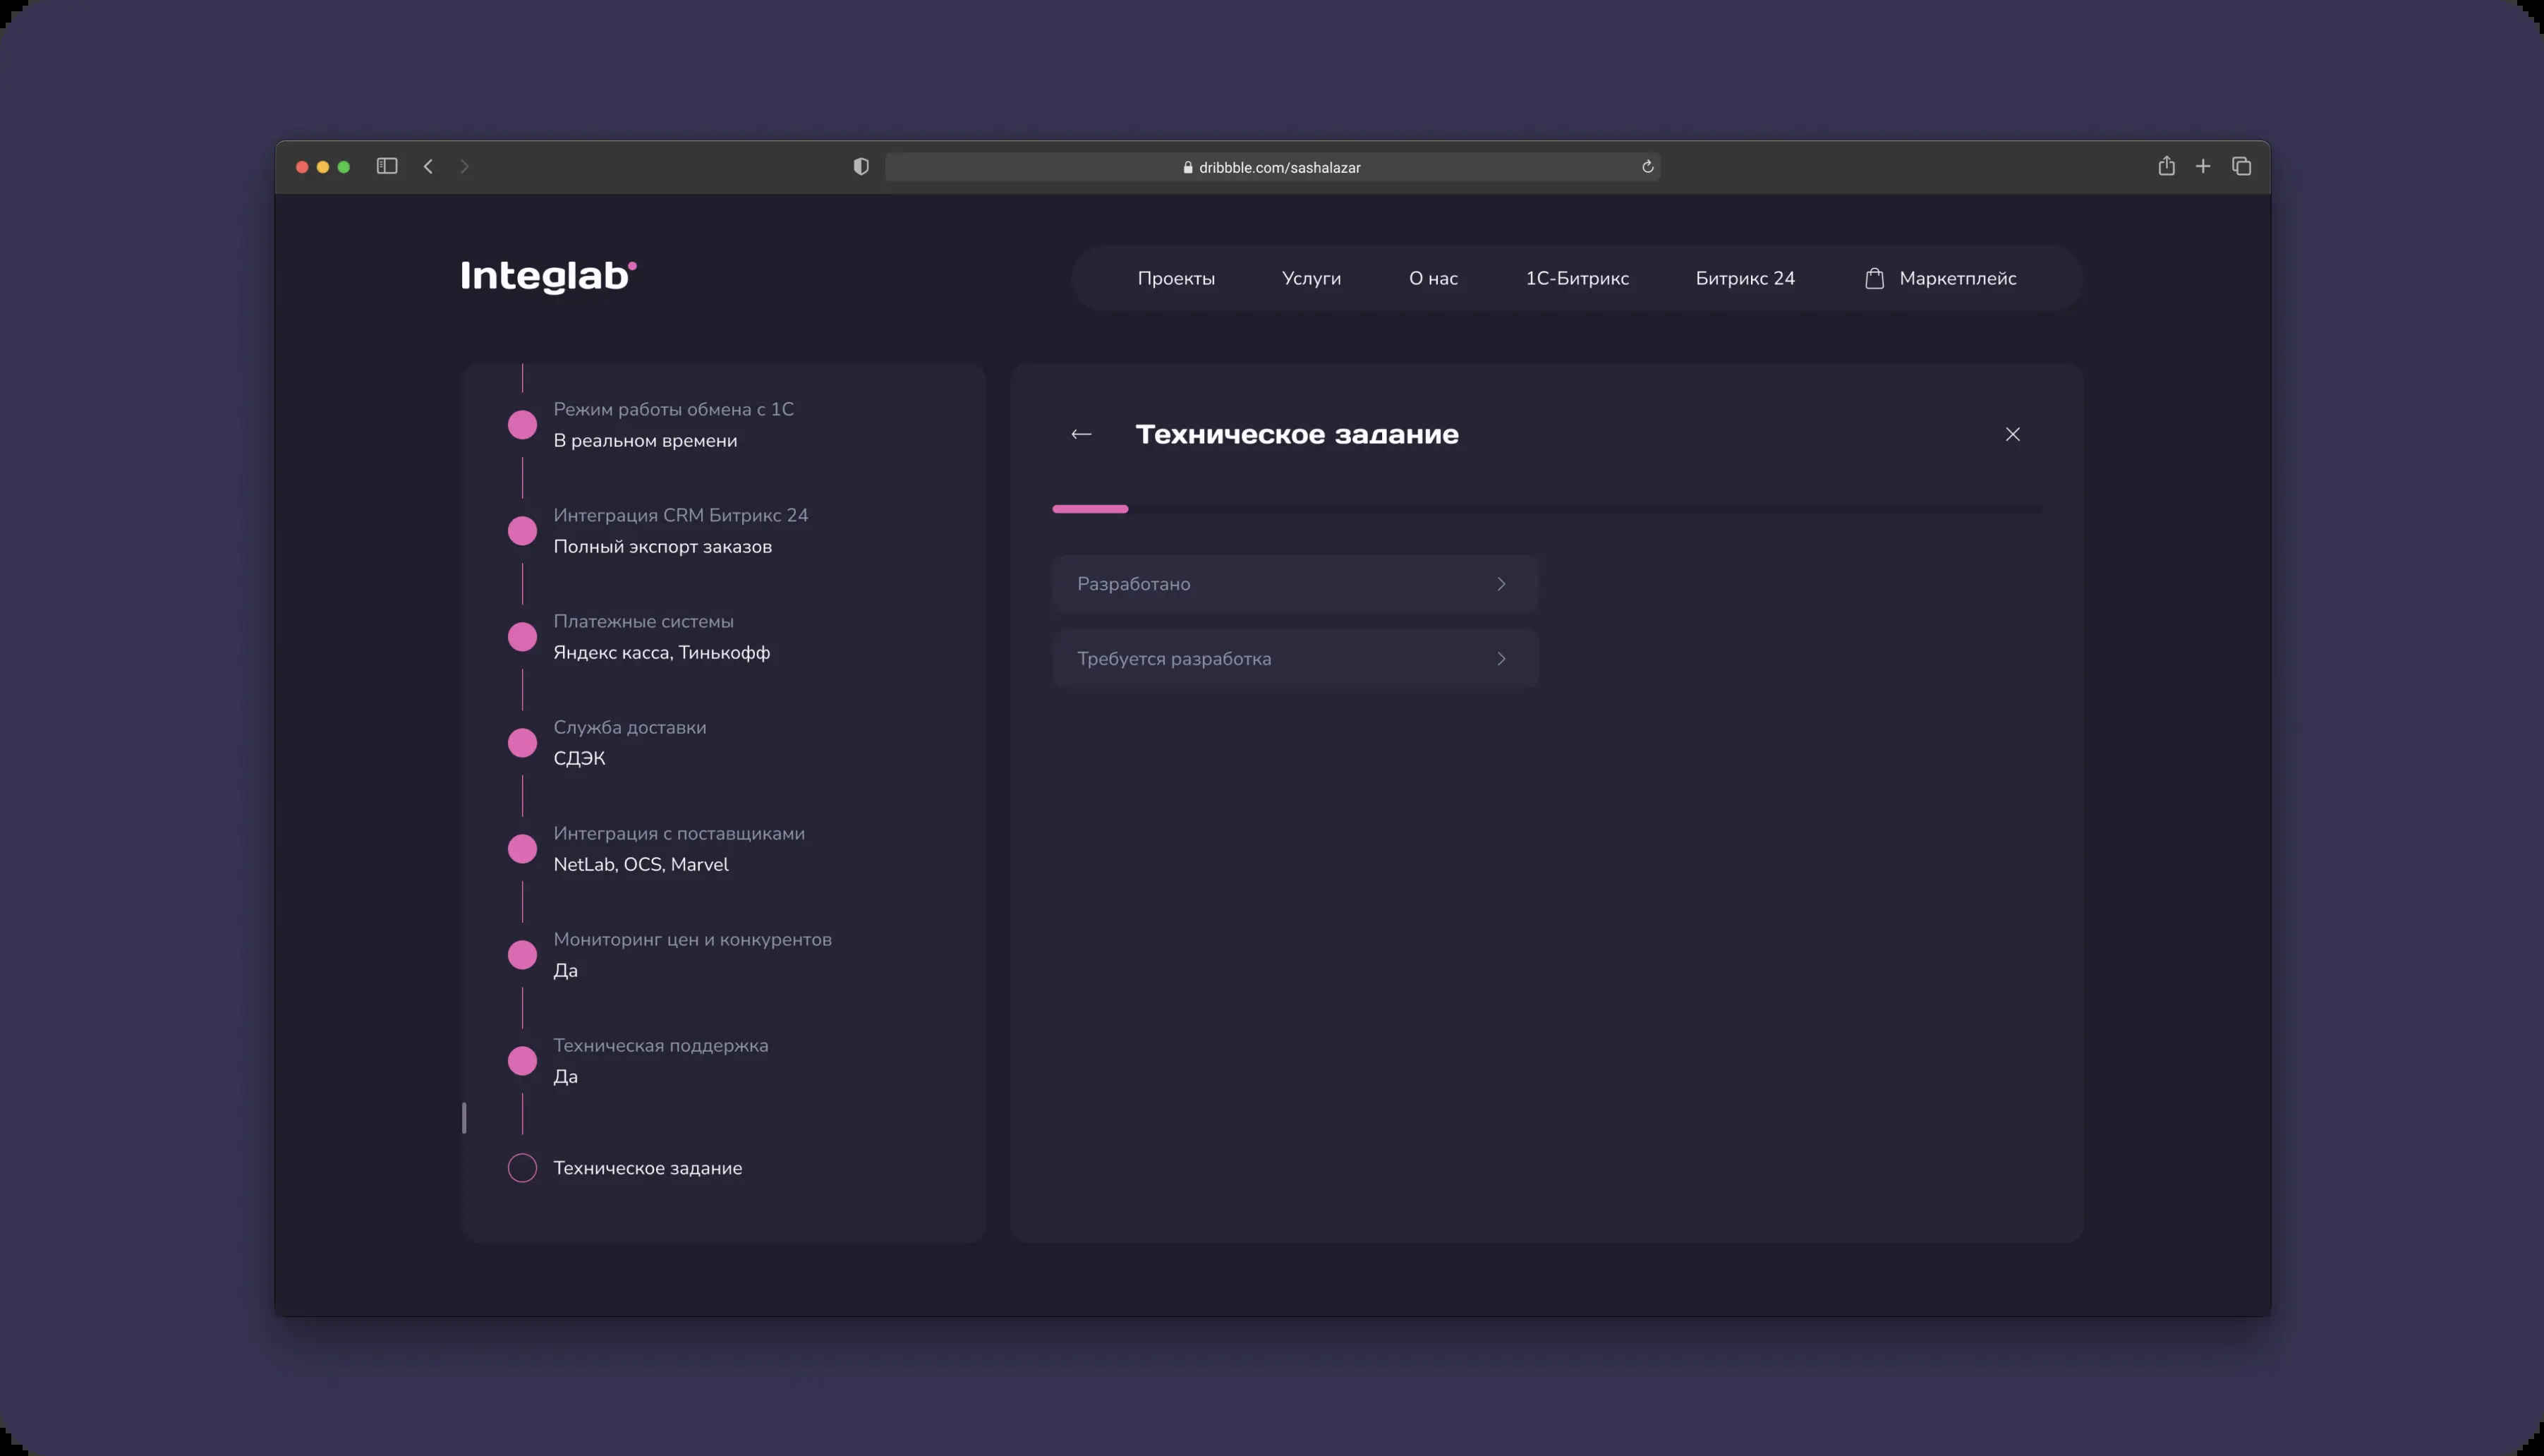 dribbble.com/sashalazar
Integlab
Проекты Услуги О нас 1С-Битрикс Битрикс 24 Маркетплейс
Режим работы обмена с 1С
В реальном времени
Интеграция CRM Битрикс 24
Полный экспорт заказов
Платежные системы
Яндекс касса, Тинькофф
Служба доставки
СДЭК
Интеграция с поставщиками
NetLab, OCS, Marvel
Мониторинг цен и конкурентов
Да
Техническая поддержка
Да
Техническое задание
Техническое задание
Разработано
Требуется разработка